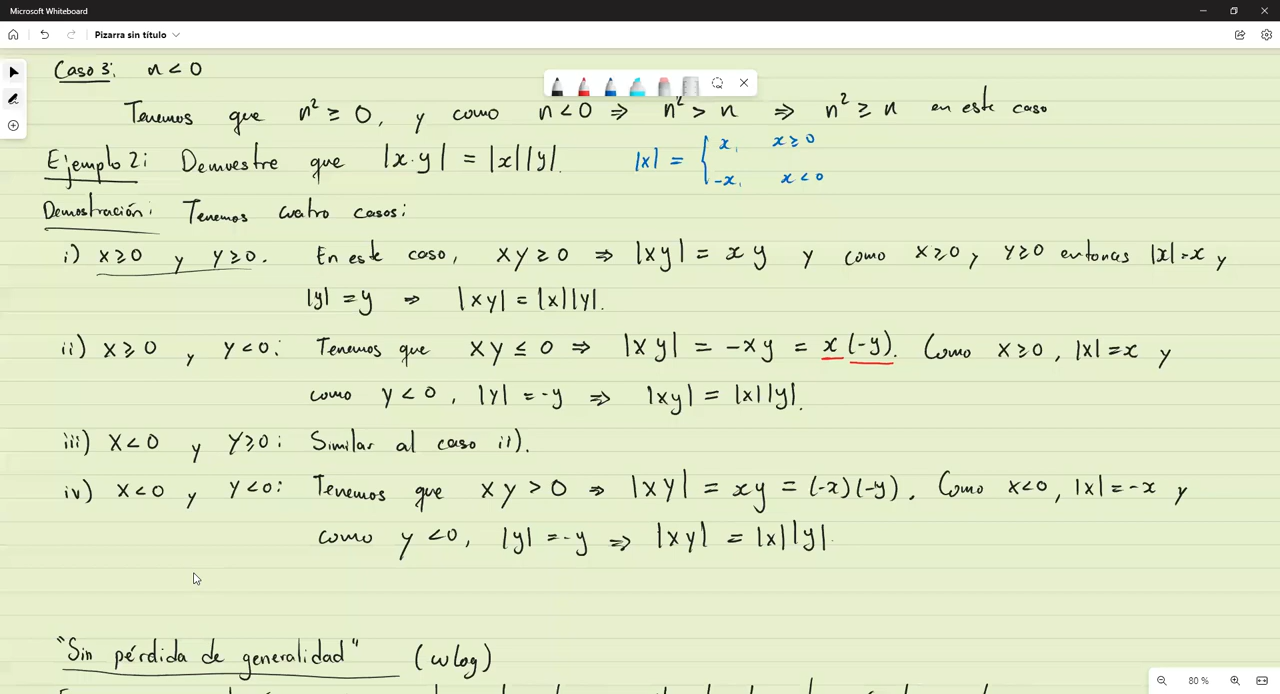 Microsoft Whiteboard
Pizarra sin título
Caso 3: n < 0
Tenemos que n² ≥ 0, y como n < 0 ⇒ n² > n ⇒ n² ≥ n en este caso
Ejemplo 2: Demuestre que |x·y| = |x||y|. |x| = { x, x ≥ 0
-x, x < 0
Demostración: Tenemos cuatro casos:
i) x ≥ 0 y y ≥ 0. En este caso, xy ≥ 0 ⇒ |xy| = xy y como x ≥ 0, y ≥ 0 entonces |x| = x y
|y| = y ⇒ |xy| = |x||y|.
ii) x ≥ 0 y y < 0: Tenemos que xy ≤ 0 ⇒ |xy| = -xy = x(-y). Como x ≥ 0, |x| = x y
como y < 0, |y| = -y ⇒ |xy| = |x||y|.
iii) x < 0 y y ≥ 0: Similar al caso ii).
iv) x < 0 y y < 0: Tenemos que xy > 0 ⇒ |xy| = xy = (-x)(-y). Como x < 0, |x| = -x y
como y < 0, |y| = -y ⇒ |xy| = |x||y|.
"Sin pérdida de generalidad" (wlog)
80 %